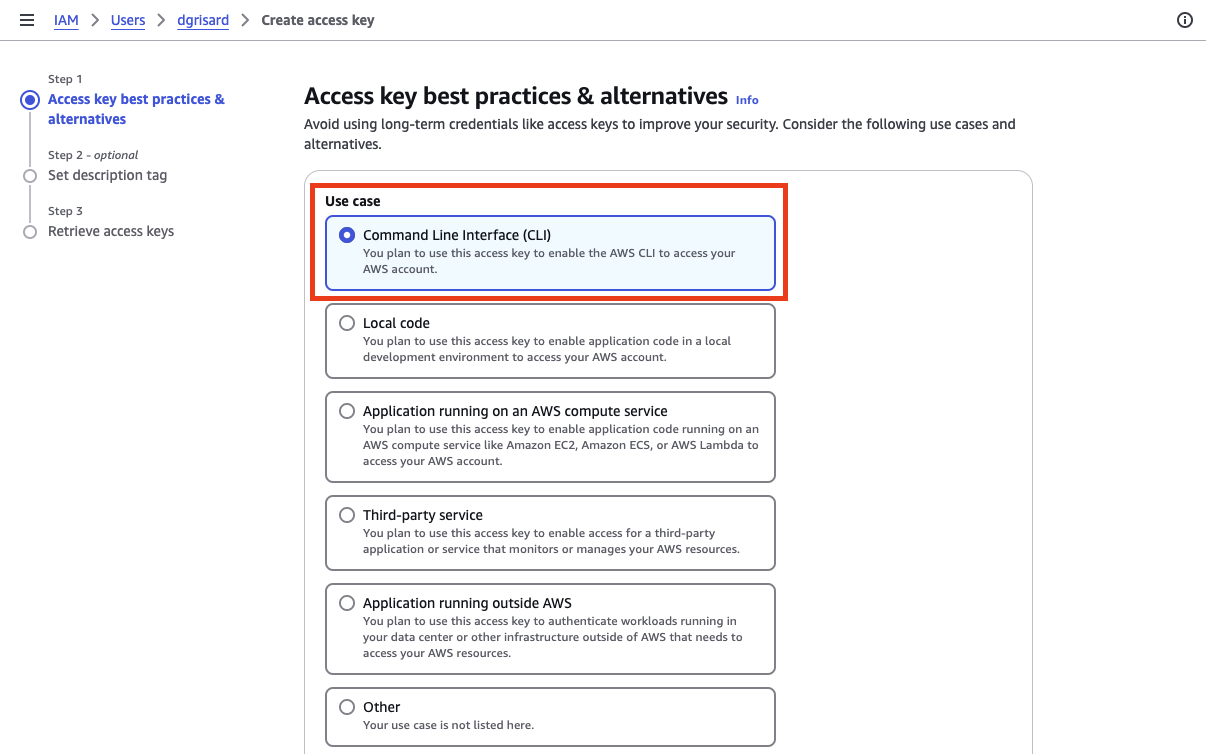 IAM > Users > dgrisard > Create access key
Step 1
Access key best practices &
alternatives
Step 2 - optional
Set description tag
Step 3
Retrieve access keys
Access key best practices & alternatives Info
Avoid using long-term credentials like access keys to improve your security. Consider the following use cases and
alternatives.
Use case
Command Line Interface (CLI)
You plan to use this access key to enable the AWS CLI to access your
AWS account.
Local code
You plan to use this access key to enable application code in a local
development environment to access your AWS account.
Application running on an AWS compute service
You plan to use this access key to enable application code running on an
AWS compute service like Amazon EC2, Amazon ECS, or AWS Lambda to
access your AWS account.
Third-party service
You plan to use this access key to enable access for a third-party
application or service that monitors or manages your AWS resources.
Application running outside AWS
You plan to use this access key to authenticate workloads running in
your data center or other infrastructure outside of AWS that needs to
access your AWS resources.
Other
Your use case is not listed here.